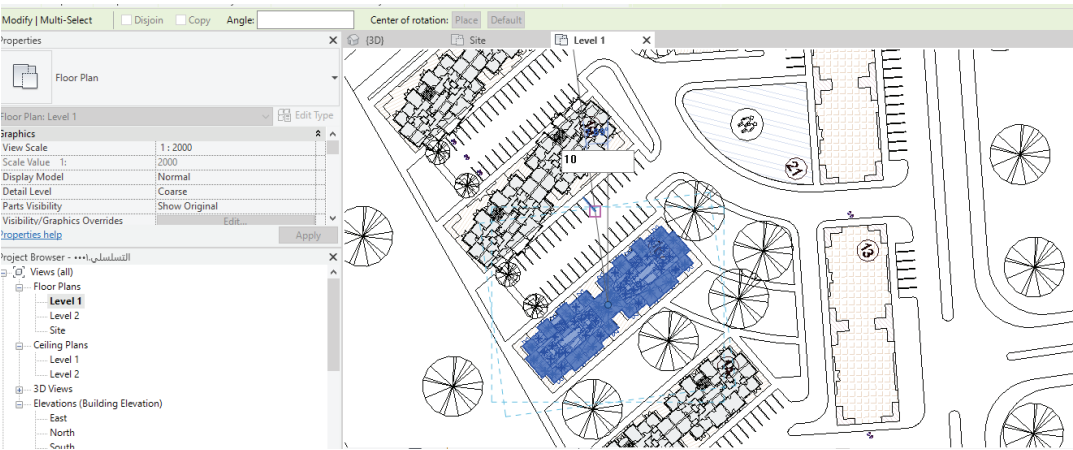 Modify | Multi-Select Disjoin Copy Angle: Center of rotation: Place Default
Properties
{3D} Site Level 1
Floor Plan
Floor Plan: Level 1 Edit Type
Graphics
View Scale 1 : 2000
Scale Value 1: 2000
Display Model Normal
Detail Level Coarse
Parts Visibility Show Original
Visibility/Graphics Overrides Edit...
Properties help Apply
Project Browser - التسلسلي.٠٠٠١
Views (all)
Floor Plans
Level 1
Level 2
Site
Ceiling Plans
Level 1
Level 2
3D Views
Elevations (Building Elevation)
East
North
South
10
21
13